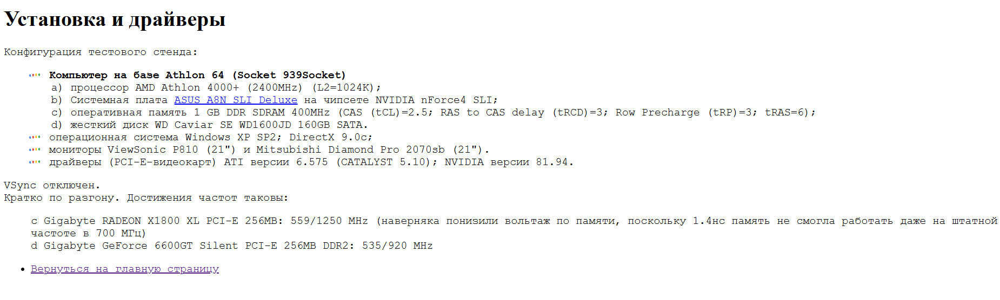 Установка и драйверы
Конфигурация тестового стенда:
Компьютер на базе Athlon 64 (Socket 939Socket)
a) процессор AMD Athlon 4000+ (2400MHz) (L2=1024K);
b) Системная плата ASUS A8N SLI Deluxe на чипсете NVIDIA nForce4 SLI;
c) оперативная память 1 GB DDR SDRAM 400MHz (CAS (tCL)=2.5; RAS to CAS delay (tRCD)=3; Row Precharge (tRP)=3; tRAS=6);
d) жесткий диск WD Caviar SE WD1600JD 160GB SATA.
операционная система Windows XP SP2; DirectX 9.0c;
мониторы ViewSonic P810 (21") и Mitsubishi Diamond Pro 2070sb (21").
драйверы (PCI-E-видеокарт) ATI версии 6.575 (CATALYST 5.10); NVIDIA версии 81.94.
VSync отключен.
Кратко по разгону. Достижения частот таковы:
c Gigabyte RADEON X1800 XL PCI-E 256MB: 559/1250 MHz (наверняка понизили вольтаж по памяти, поскольку 1.4нс память не смогла работать даже на штатной
частоте в 700 МГц)
d Gigabyte GeForce 6600GT Silent PCI-E 256MB DDR2: 535/920 MHz
• Вернуться на главную страницу